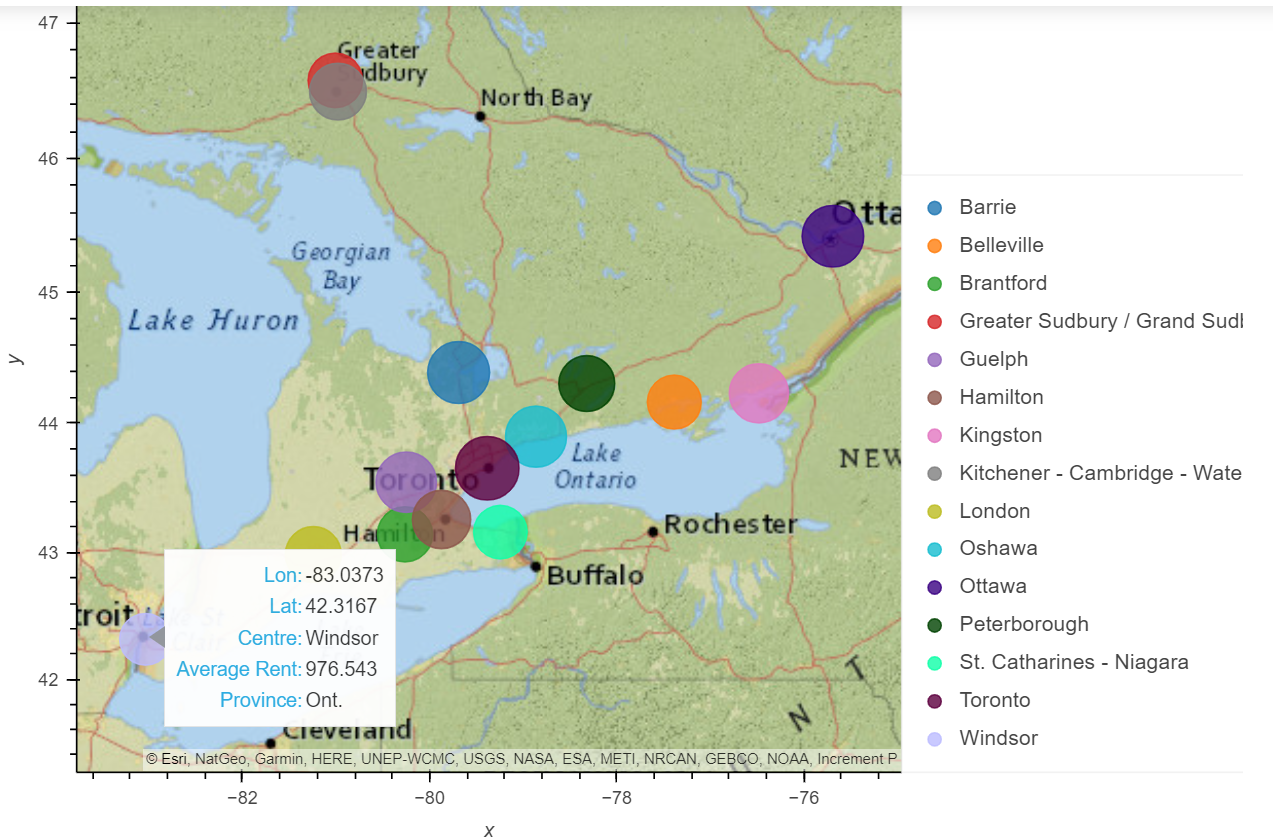 47
46
45
44
43
42
y
Greater
Sudbury
North Bay
Otta
Georgian
Bay
Lake Huron
Toronto
Lake
Ontario
NEW
Hamilton
Rochester
Buffalo
troit
Lake St
Clair
Lon: -83.0373
Lat: 42.3167
Centre: Windsor
Average Rent: 976.543
Province: Ont.
Cleveland
T
N
© Esri, NatGeo, Garmin, HERE, UNEP-WCMC, USGS, NASA, ESA, METI, NRCAN, GEBCO, NOAA, Increment P
−82
−80
−78
−76
x
Barrie
Belleville
Brantford
Greater Sudbury / Grand Sudb
Guelph
Hamilton
Kingston
Kitchener - Cambridge - Wate
London
Oshawa
Ottawa
Peterborough
St. Catharines - Niagara
Toronto
Windsor